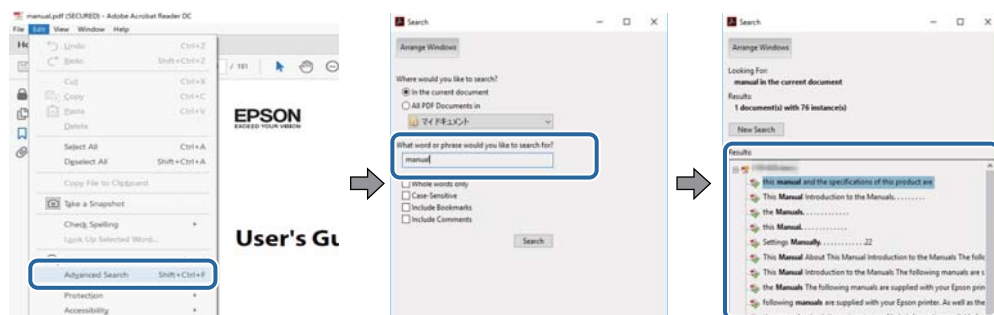 manual.pdf (SECURED) - Adobe Acrobat Reader DC
File Edit View Window Help
Undo Ctrl+Z
Redo Shift+Ctrl+Z
Cut Ctrl+X
Copy Ctrl+C
Paste Ctrl+V
Delete
Select All Ctrl+A
Deselect All Shift+Ctrl+A
Copy File to Clipboard
Take a Snapshot
Check Spelling
Look Up Selected Word...
Advanced Search Shift+Ctrl+F
Protection
Accessibility
/ 191
EPSON
EXCEED YOUR VISION
User's Gu
Search
Arrange Windows
Where would you like to search?
In the current document
All PDF Documents in
マイ ドキュメント
What word or phrase would you like to search for?
manual
Whole words only
Case-Sensitive
Include Bookmarks
Include Comments
Search
Search
Arrange Windows
Looking For:
manual in the current document
Results:
1 document(s) with 76 instance(s)
New Search
Results:
this manual and the specifications of this product are
This Manual Introduction to the Manuals.........
the Manuals............
this Manual............
Settings Manually............22
This Manual About This Manual Introduction to the Manuals The follo
This Manual Introduction to the Manuals The following manuals are s
the Manuals The following manuals are supplied with your Epson prin
following manuals are supplied with your Epson printer. As well as the